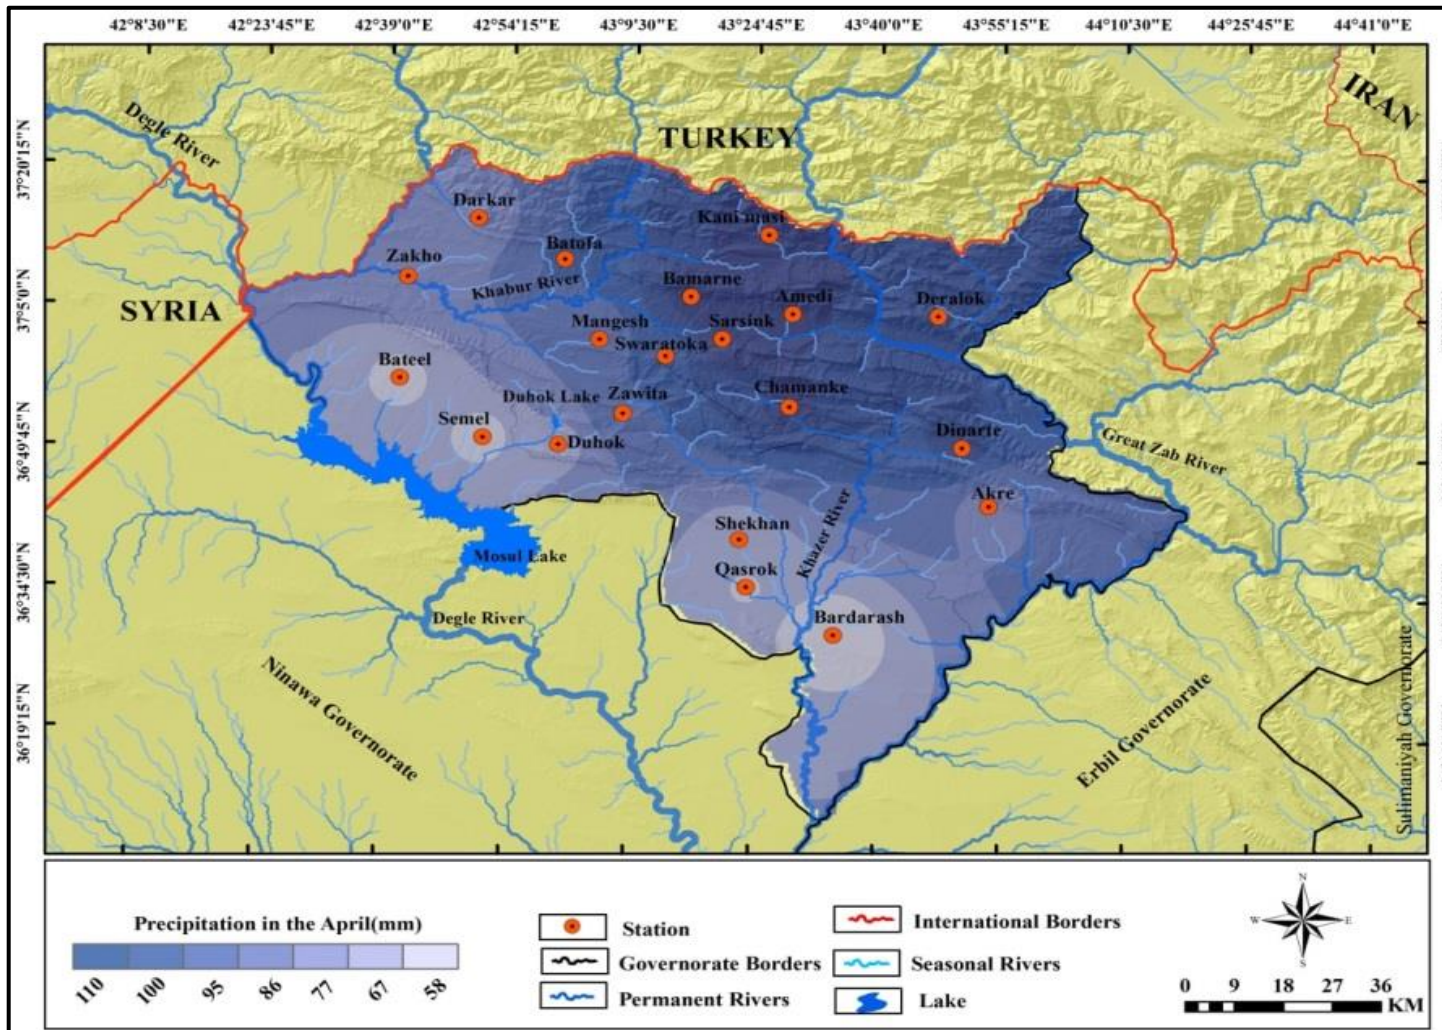 42°8'30"E 42°23'45"E 42°39'0"E 42°54'15"E 43°9'30"E 43°24'45"E 43°40'0"E 43°55'15"E 44°10'30"E 44°25'45"E 44°41'0"E
37°20'15"N
37°5'0"N
36°49'45"N
36°34'30"N
36°19'15"N
IRAN
Degle River
TURKEY
Darkar
Kani masi
Batofa
Zakho
Khabur River
Bamarne
Amedi
Deralok
SYRIA
Mangesh
Sarsink
Swaratoka
Bateel
Chamanke
Duhok Lake
Zawita
Semel
Duhok
Dinarte
Great Zab River
Akre
Shekhan
Khazer River
Mosul Lake
Qasrok
Degle River
Bardarash
Ninawa Governorate
Erbil Governorate
Sulimaniyah Governorate
Precipitation in the April(mm)
110 100 95 86 77 67 58
Station
Governorate Borders
Permanent Rivers
International Borders
Seasonal Rivers
Lake
N
W E
S
0 9 18 27 36
KM